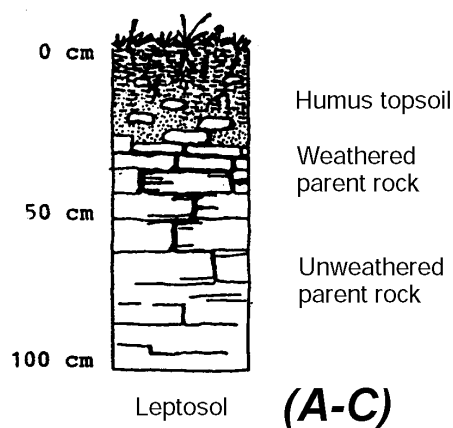 0 cm
Humus topsoil
Weathered
parent rock
50 cm
Unweathered
parent rock
100 cm
Leptosol (A-C)